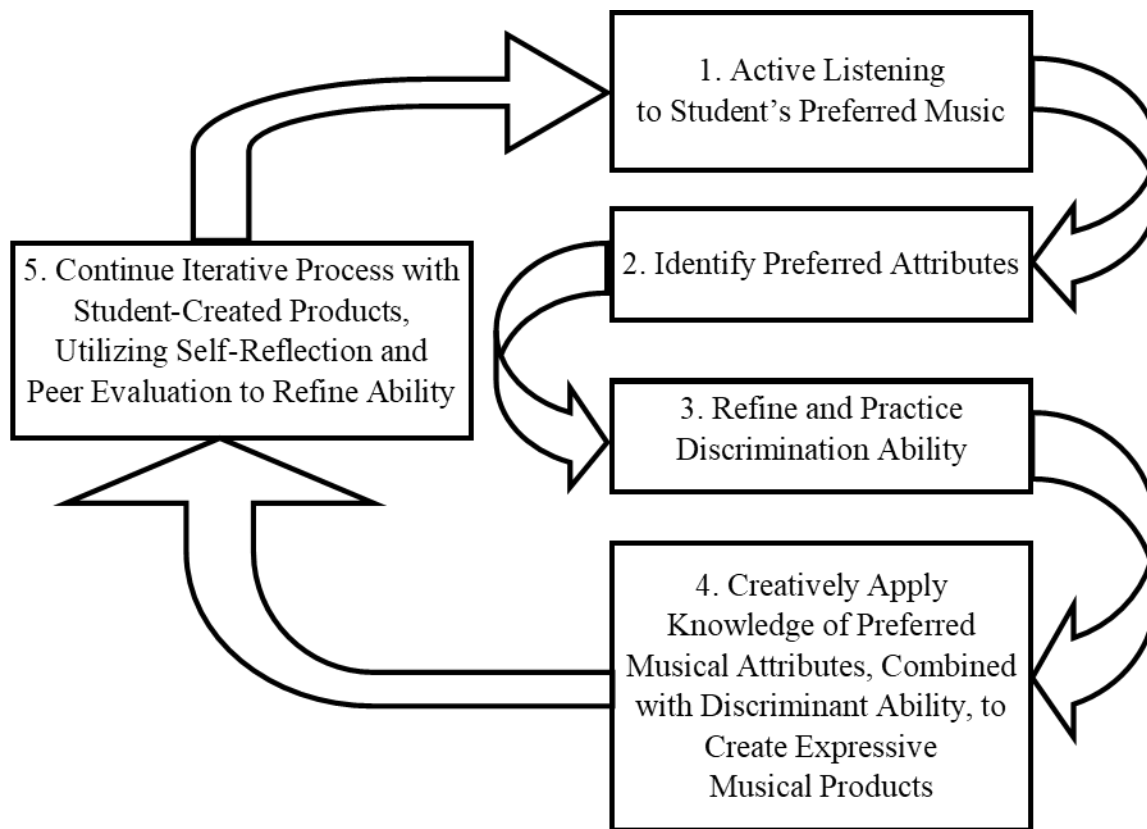 1. Active Listening
to Student’s Preferred Music
2. Identify Preferred Attributes
3. Refine and Practice
Discrimination Ability
4. Creatively Apply
Knowledge of Preferred
Musical Attributes, Combined
with Discriminant Ability, to
Create Expressive
Musical Products
5. Continue Iterative Process with
Student-Created Products,
Utilizing Self-Reflection and
Peer Evaluation to Refine Ability